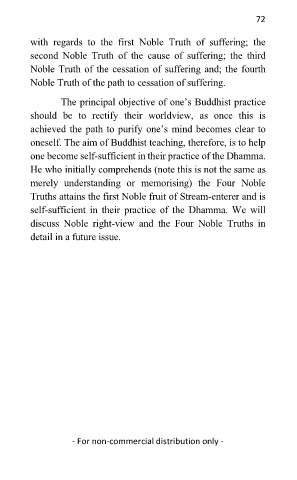 72
with regards to the first Noble Truth of suffering; the
second Noble Truth of the cause of suffering; the third
Noble Truth of the cessation of suffering and; the fourth
Noble Truth of the path to cessation of suffering.
The principal objective of one’s Buddhist practice
should be to rectify their worldview, as once this is
achieved the path to purify one’s mind becomes clear to
oneself. The aim of Buddhist teaching, therefore, is to help
one become self-sufficient in their practice of the Dhamma.
He who initially comprehends (note this is not the same as
merely understanding or memorising) the Four Noble
Truths attains the first Noble fruit of Stream-enterer and is
self-sufficient in their practice of the Dhamma. We will
discuss Noble right-view and the Four Noble Truths in
detail in a future issue.
- For non-commercial distribution only -